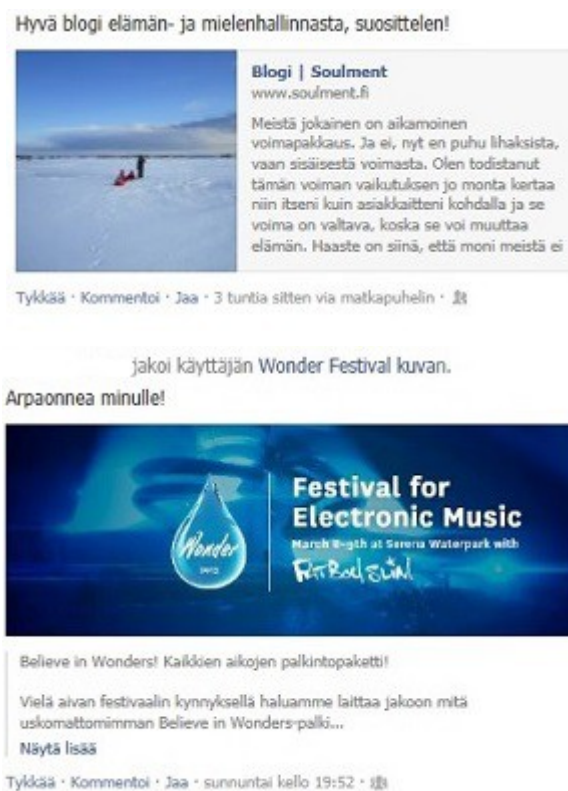 Hyvä blogi elämän- ja mielenhallinnasta, suosittelen!
Blogi | Soulment
www.soulment.fi
Meistä jokainen on aikamoinen
voimapakkaus. Ja ei, nyt en puhu lihaksista,
vaan sisäisestä voimasta. Olen todistanut
tämän voiman vaikutuksen jo monta kertaa
niin itseni kuin asiakkaitteni kohdalla ja se
voima on valtava, koska se voi muuttaa
elämän. Haaste on siinä, että moni meistä ei
Tykkää · Kommentoi · Jaa · 3 tuntia sitten via matkapuhelin ·
jakoi käyttäjän Wonder Festival kuvan.
Arpaonnea minulle!
Wonder
Festival for
Electronic Music
March 8-9th at Serena Waterpark with
FATBOY SLIM
Believe in Wonders! Kaikkien aikojen palkintopaketti!
Vielä aivan festivaalin kynnyksellä haluamme laittaa jakoon mitä
uskomattomimman Believe in Wonders-palki...
Näytä lisää
Tykkää · Kommentoi · Jaa · sunnuntai kello 19:52 ·